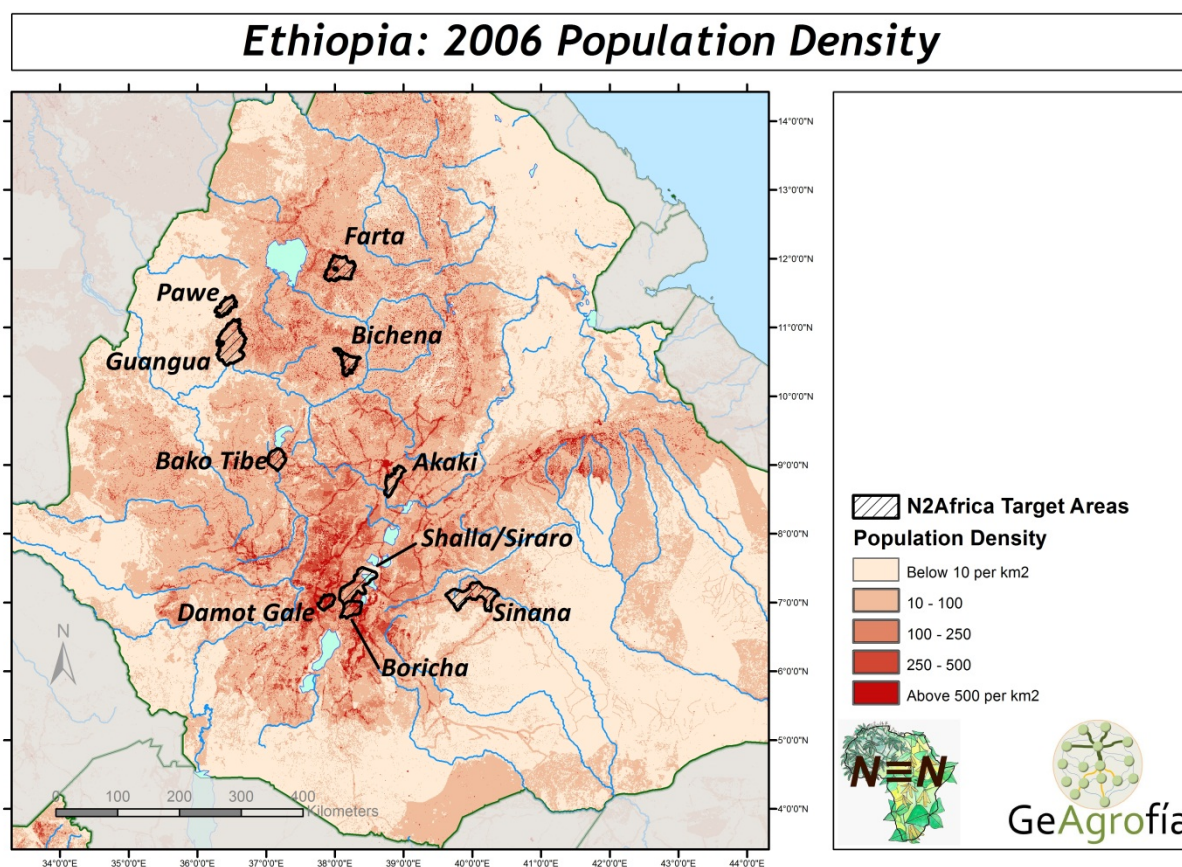 Ethiopia: 2006 Population Density
14°0'0"N
13°0'0"N
12°0'0"N
11°0'0"N
10°0'0"N
9°0'0"N
8°0'0"N
7°0'0"N
6°0'0"N
5°0'0"N
4°0'0"N
Farta
Pawe
Bichena
Guangua
Bako Tibe
Akaki
Shalla/Siraro
Damot Gale
Sinana
Boricha
N
0 100 200 300 400
Kilometers
34°0'0"E 35°0'0"E 36°0'0"E 37°0'0"E 38°0'0"E 39°0'0"E 40°0'0"E 41°0'0"E 42°0'0"E 43°0'0"E 44°0'0"E
N2Africa Target Areas
Population Density
Below 10 per km2
10 - 100
100 - 250
250 - 500
Above 500 per km2
N≡N
GeAgrofía